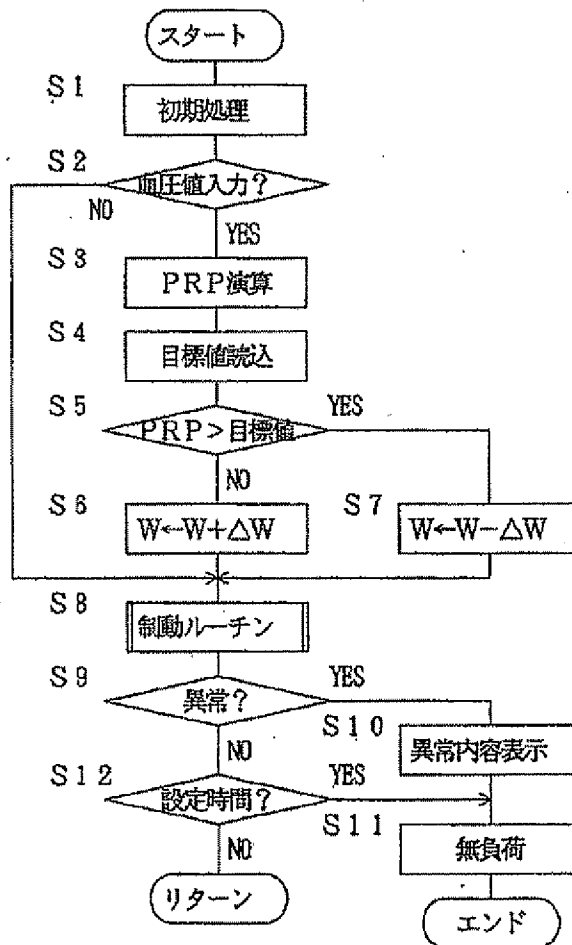 スタート
S1
初期処理
S2
血圧値入力?
NO
YES
S3
PRP演算
S4
目標値読込
S5
PRP>目標値
YES
NO
S6
W←W+△W
S7
W←W-△W
S8
制動ルーチン
S9
異常?
YES
NO
S10
異常内容表示
S12
設定時間?
YES
NO
S11
無負荷
リターン
エンド